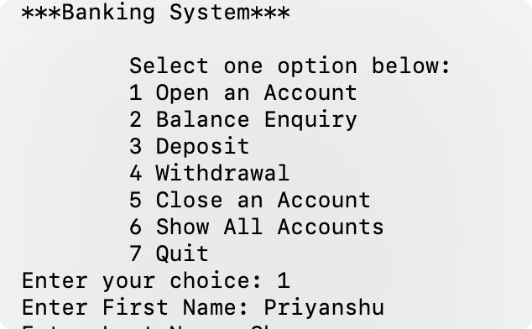 ***Banking System***
Select one option below:
1 Open an Account
2 Balance Enquiry
3 Deposit
4 Withdrawal
5 Close an Account
6 Show All Accounts
7 Quit
Enter your choice: 1
Enter First Name: Priyanshu